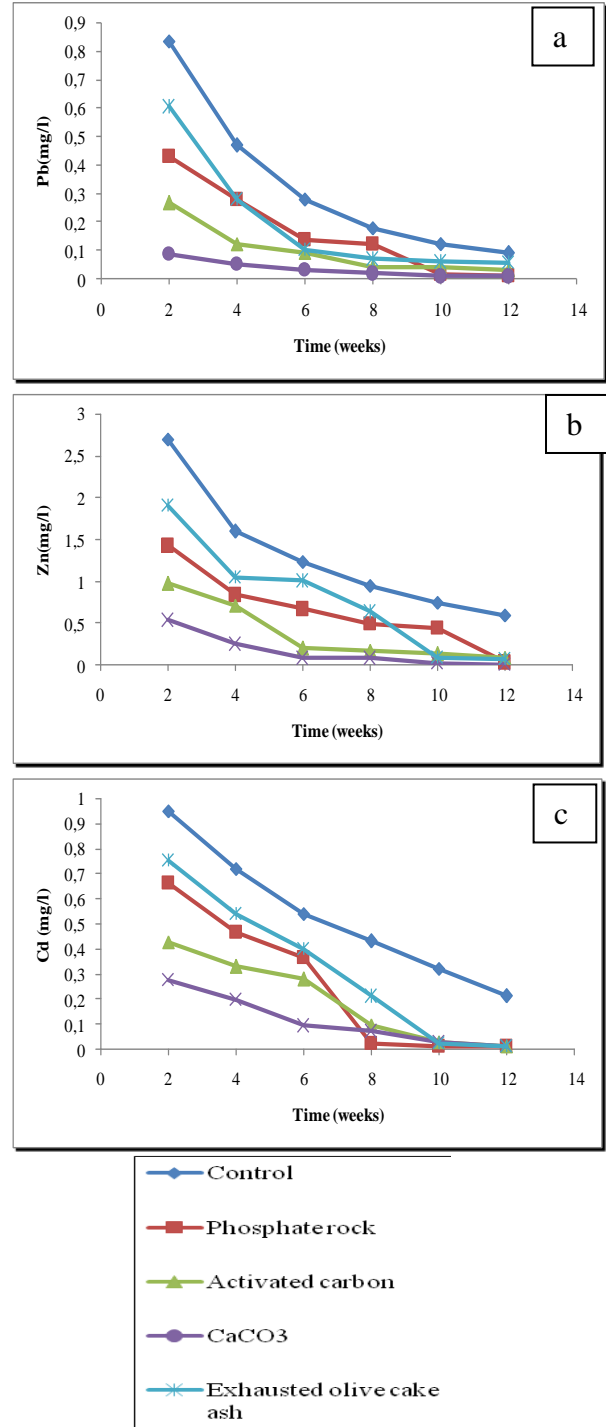 a
0,9
0,8
0,7
0,6
0,5
0,4
0,3
0,2
0,1
0
Pb(mg/l)
0 2 4 6 8 10 12 14
Time (weeks)
b
3
2,5
2
1,5
1
0,5
0
Zn(mg/l)
0 2 4 6 8 10 12 14
Time (weeks)
c
1
0,9
0,8
0,7
0,6
0,5
0,4
0,3
0,2
0,1
0
Cd (mg/l)
0 2 4 6 8 10 12 14
Time (weeks)
Control
Phosphate rock
Activated carbon
CaCO3
Exhausted olive cake
ash